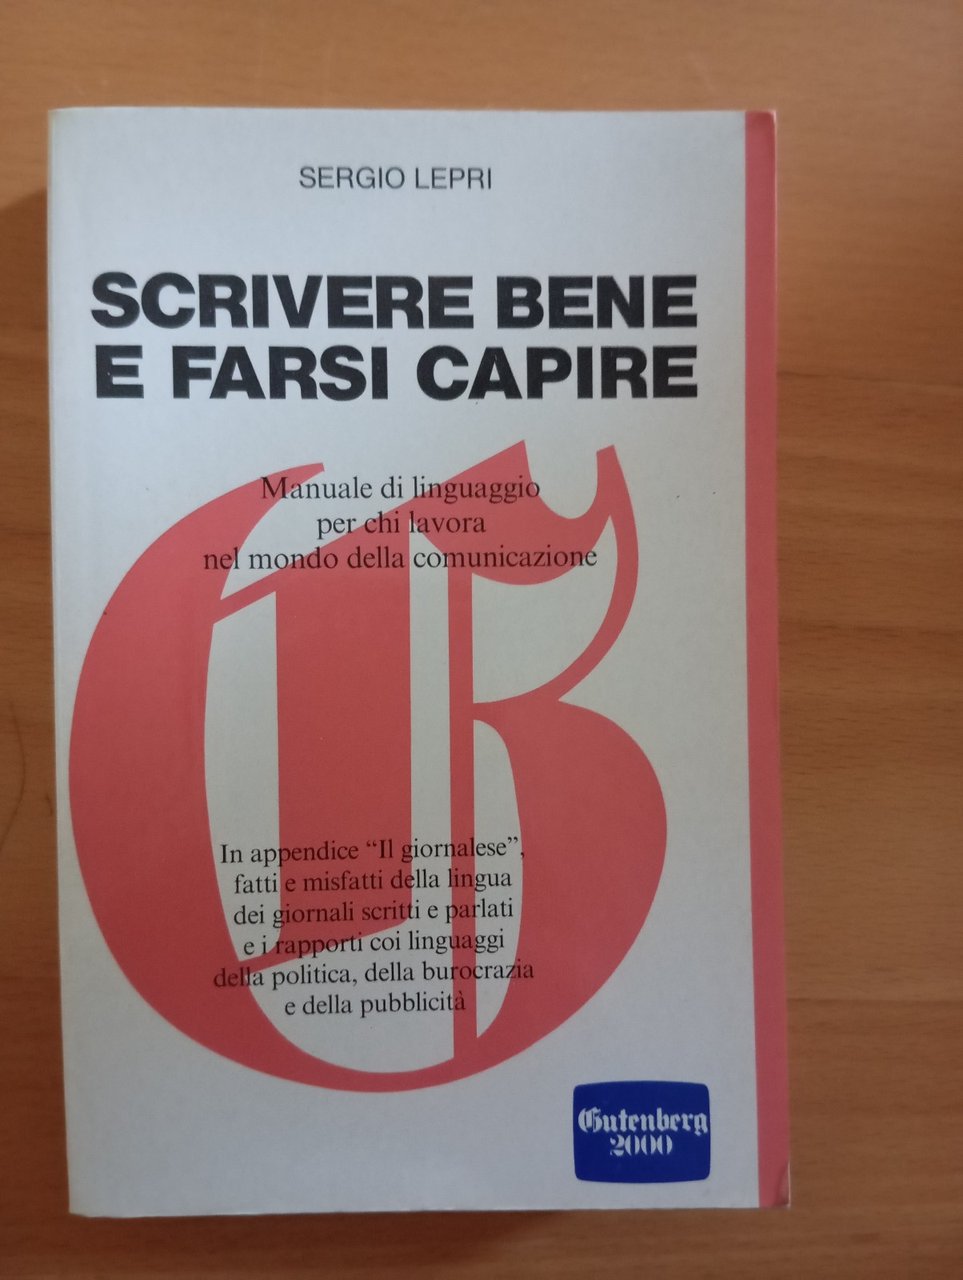 SERGIO LEPRI
SCRIVERE BENE
E FARSI CAPIRE
Manuale di linguaggio
per chi lavora
nel mondo della comunicazione
In appendice “Il giornalese”,
fatti e misfatti della lingua
dei giornali scritti e parlati
e i rapporti coi linguaggi
della politica, della burocrazia
e della pubblicità
Gutenberg
2000